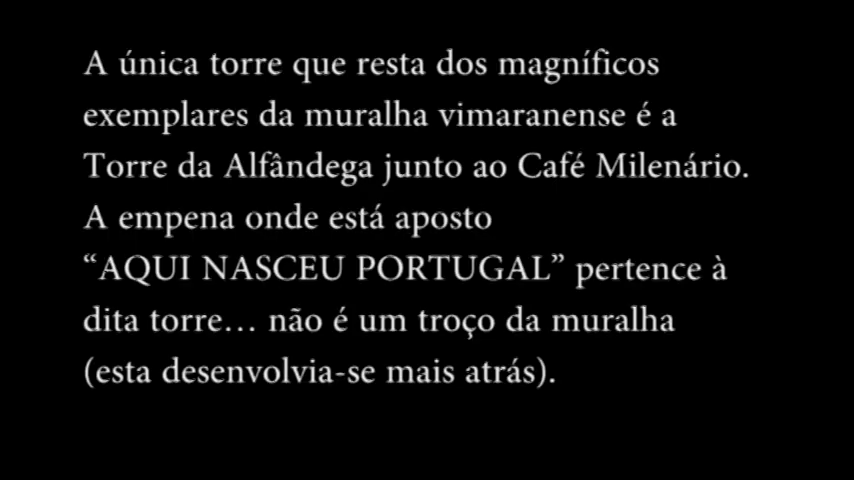 A única torre que resta dos magníficos
exemplares da muralha vimaranense é a
Torre da Alfândega junto ao Café Milenário.
A empena onde está aposto
“AQUI NASCEU PORTUGAL” pertence à
dita torre… não é um troço da muralha
(esta desenvolvia-se mais atrás).